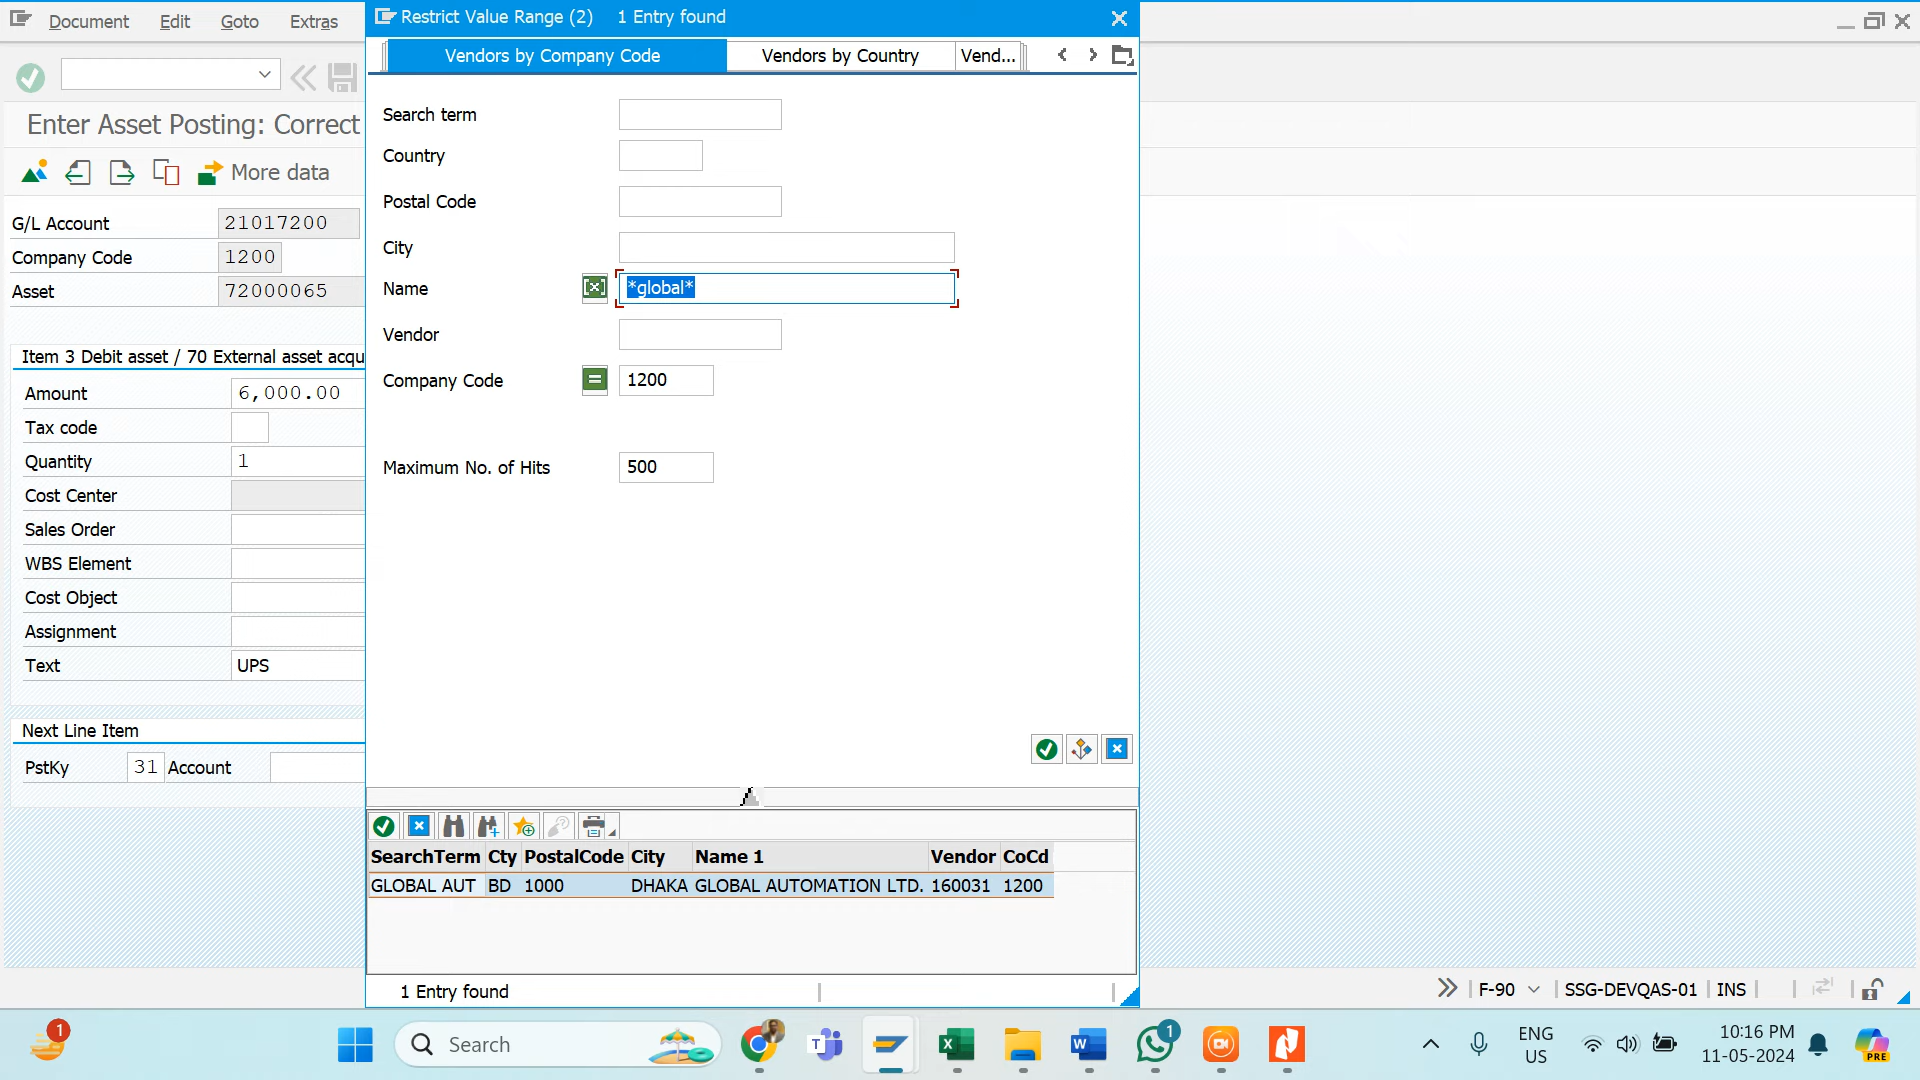 Document Edit Goto Extras
Restrict Value Range (2) 1 Entry found
Vendors by Company Code Vendors by Country Vend...
Enter Asset Posting: Correct
More data
G/L Account 21017200
Company Code 1200
Asset 72000065
Item 3 Debit asset / 70 External asset acqu
Amount 6,000.00
Tax code
Quantity 1
Cost Center
Sales Order
WBS Element
Cost Object
Assignment
Text UPS
Next Line Item
PstKy 31 Account
Search term
Country
Postal Code
City
Name *global*
Vendor
Company Code 1200
Maximum No. of Hits 500
SearchTerm Cty PostalCode City Name 1 Vendor CoCd
GLOBAL AUT BD 1000 DHAKA GLOBAL AUTOMATION LTD. 160031 1200
1 Entry found
F-90 SSG-DEVQAS-01 INS
1
Search
1
ENG
US
10:16 PM
11-05-2024
PRE